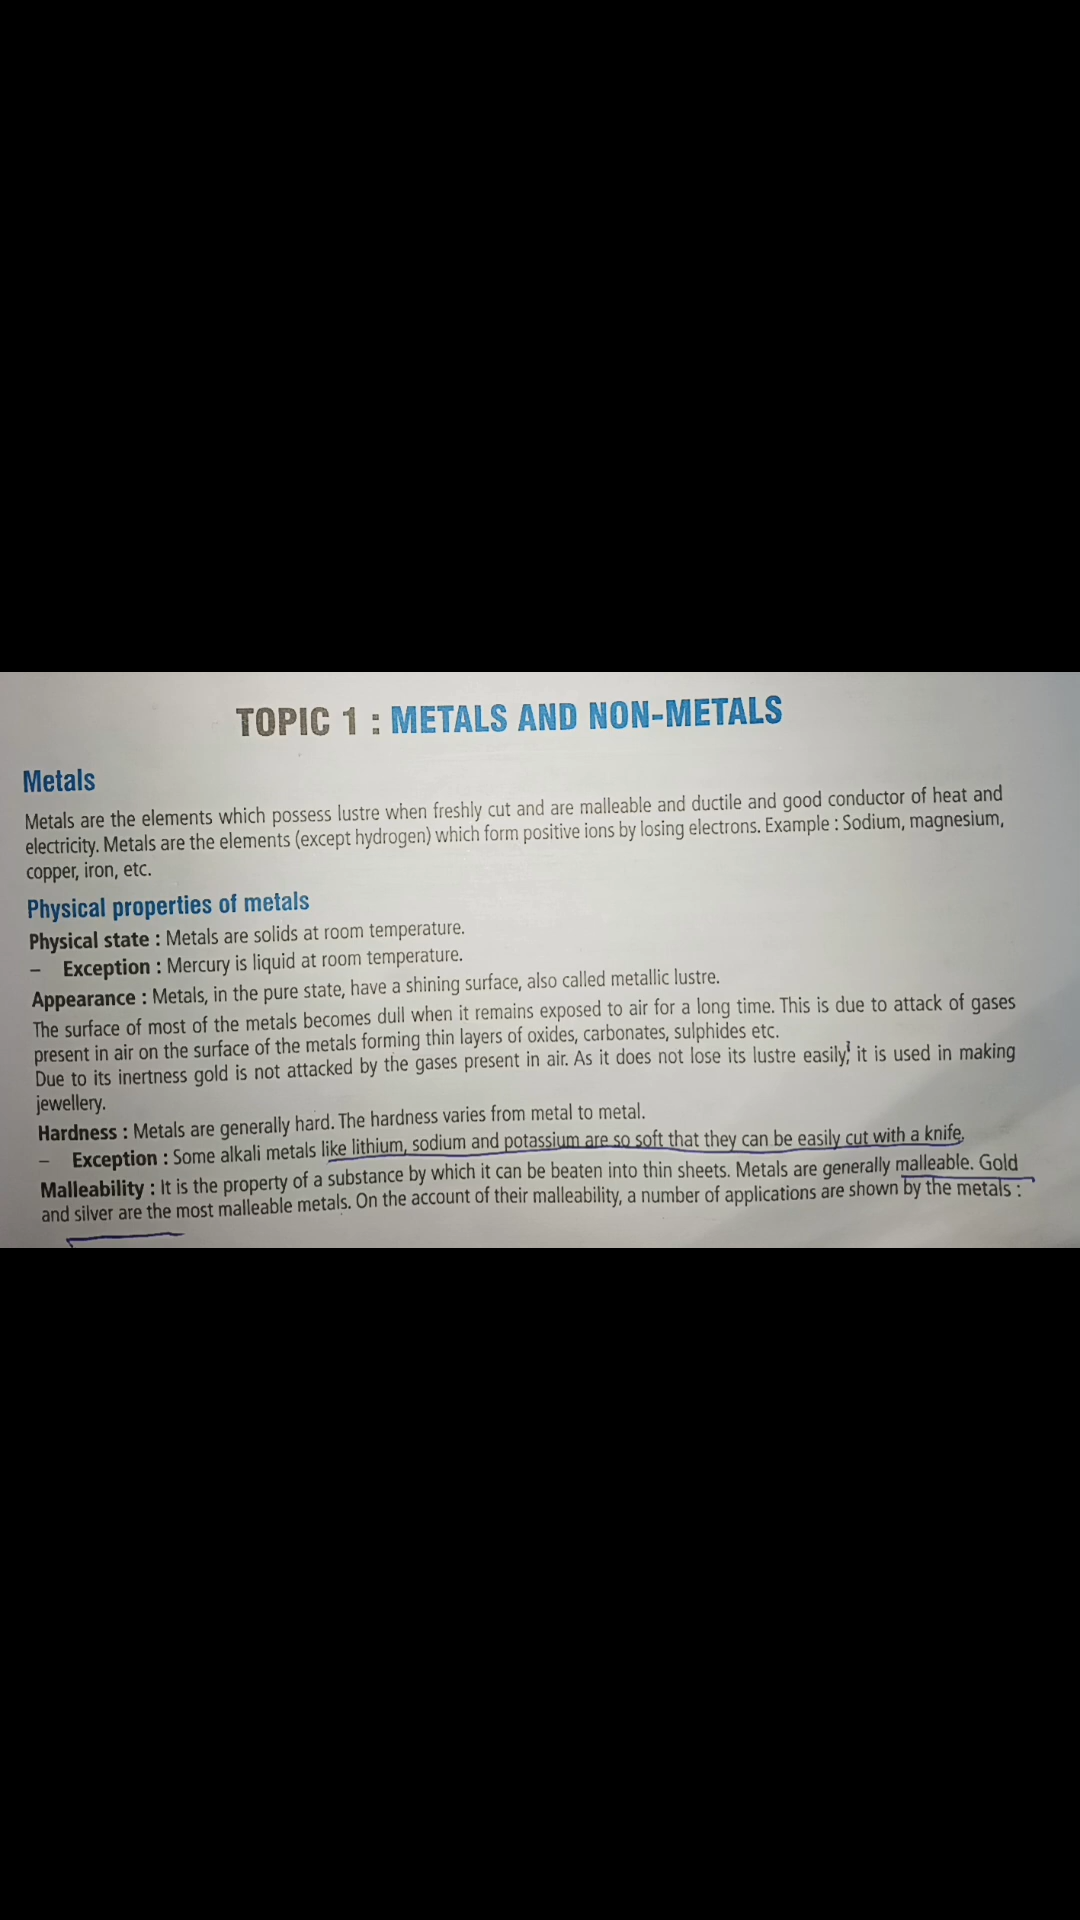 TOPIC 1 : METALS AND NON-METALS
Metals
Metals are the elements which possess lustre when freshly cut and are malleable and ductile and good conductor of heat and
electricity. Metals are the elements (except hydrogen) which form positive ions by losing electrons. Example : Sodium, magnesium,
copper, iron, etc.
Physical properties of metals
Physical state : Metals are solids at room temperature.
– Exception : Mercury is liquid at room temperature.
Appearance : Metals, in the pure state, have a shining surface, also called metallic lustre.
The surface of most of the metals becomes dull when it remains exposed to air for a long time. This is due to attack of gases
present in air on the surface of the metals forming thin layers of oxides, carbonates, sulphides etc.
Due to its inertness gold is not attacked by the gases present in air. As it does not lose its lustre easily, it is used in making
jewellery.
Hardness : Metals are generally hard. The hardness varies from metal to metal.
– Exception : Some alkali metals like lithium, sodium and potassium are so soft that they can be easily cut with a knife.
Malleability : It is the property of a substance by which it can be beaten into thin sheets. Metals are generally malleable. Gold
and silver are the most malleable metals. On the account of their malleability, a number of applications are shown by the metals :